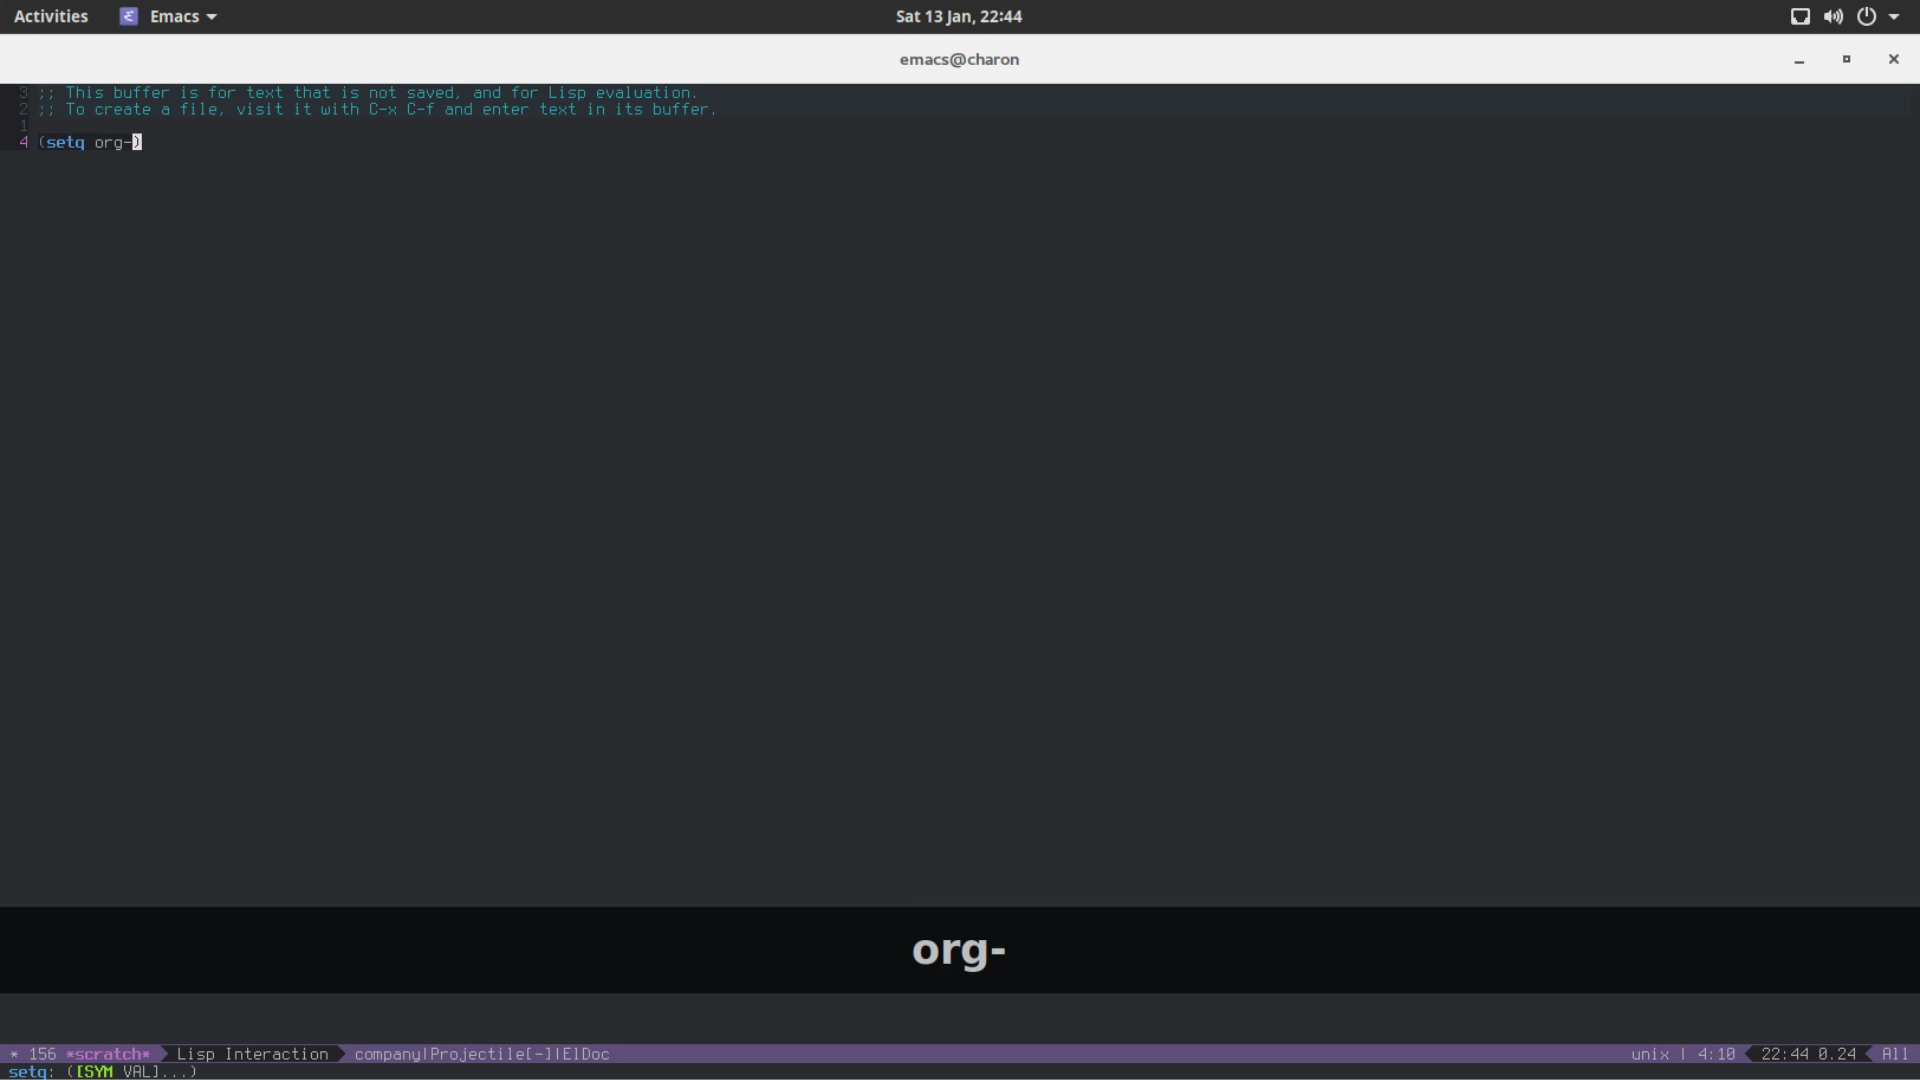 Activities Emacs Sat 13 Jan, 22:44
emacs@charon
3 ;; This buffer is for text that is not saved, and for Lisp evaluation.
2 ;; To create a file, visit it with C-x C-f and enter text in its buffer.
1
4 (setq org-)
org-
* 156 *scratch* Lisp Interaction company|Projectile[-]|ElDoc unix | 4:10 22:44 0.24 All
setq: ([SYM VAL]...)